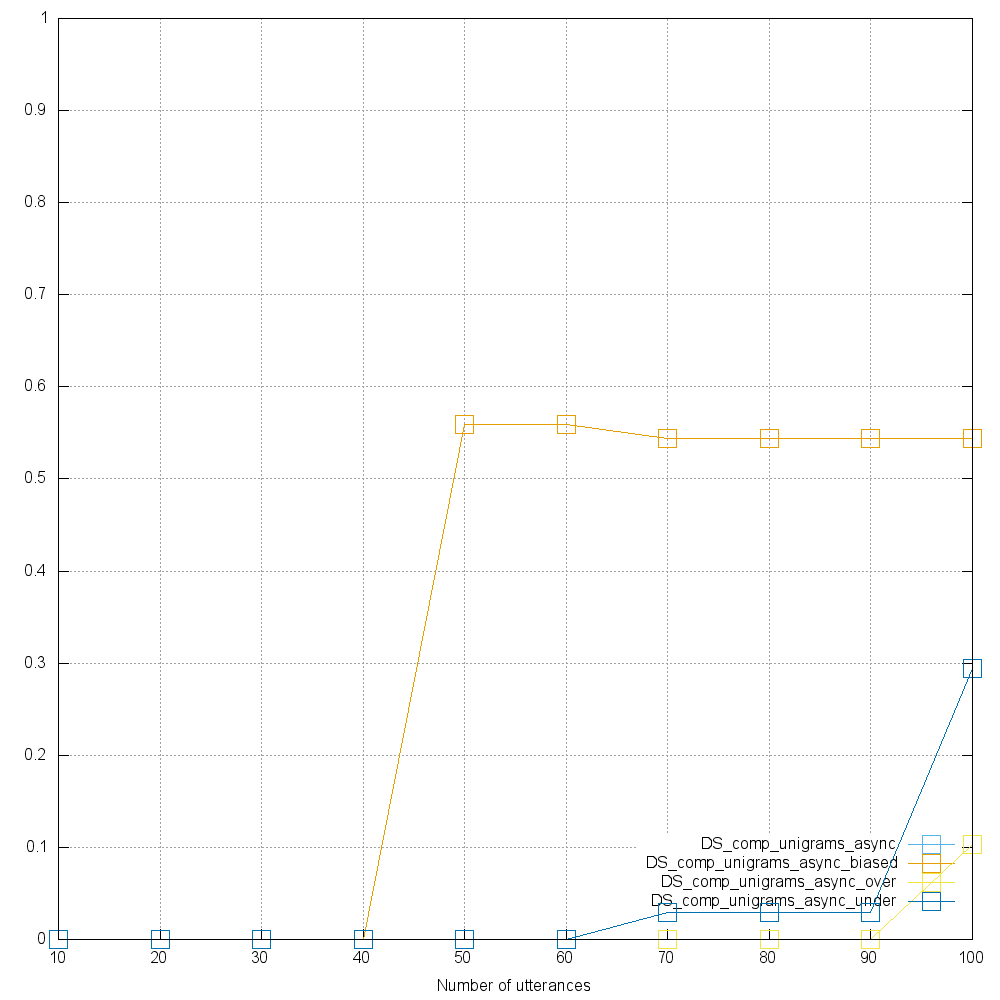 1
0.9
0.8
0.7
0.6
0.5
0.4
0.3
0.2
0.1
0
DS_comp_unigrams_async
DS_comp_unigrams_async_biased
DS_comp_unigrams_async_over
DS_comp_unigrams_async_under
10 20 30 40 50 60 70 80 90 100
Number of utterances